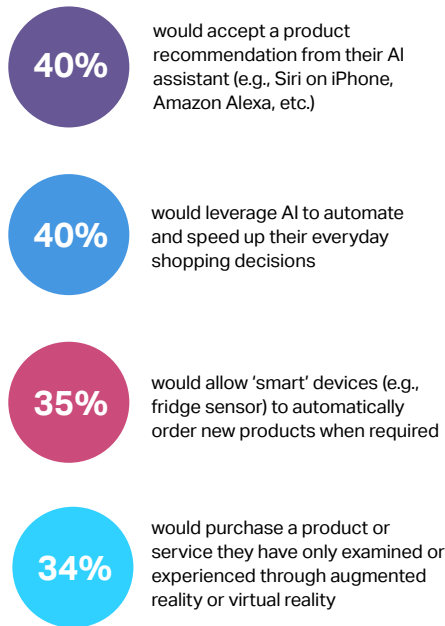 40%
would accept a product
recommendation from their AI
assistant (e.g., Siri on iPhone,
Amazon Alexa, etc.)
40%
would leverage AI to automate
and speed up their everyday
shopping decisions
35%
would allow ‘smart’ devices (e.g.,
fridge sensor) to automatically
order new products when required
34%
would purchase a product or
service they have only examined or
experienced through augmented
reality or virtual reality